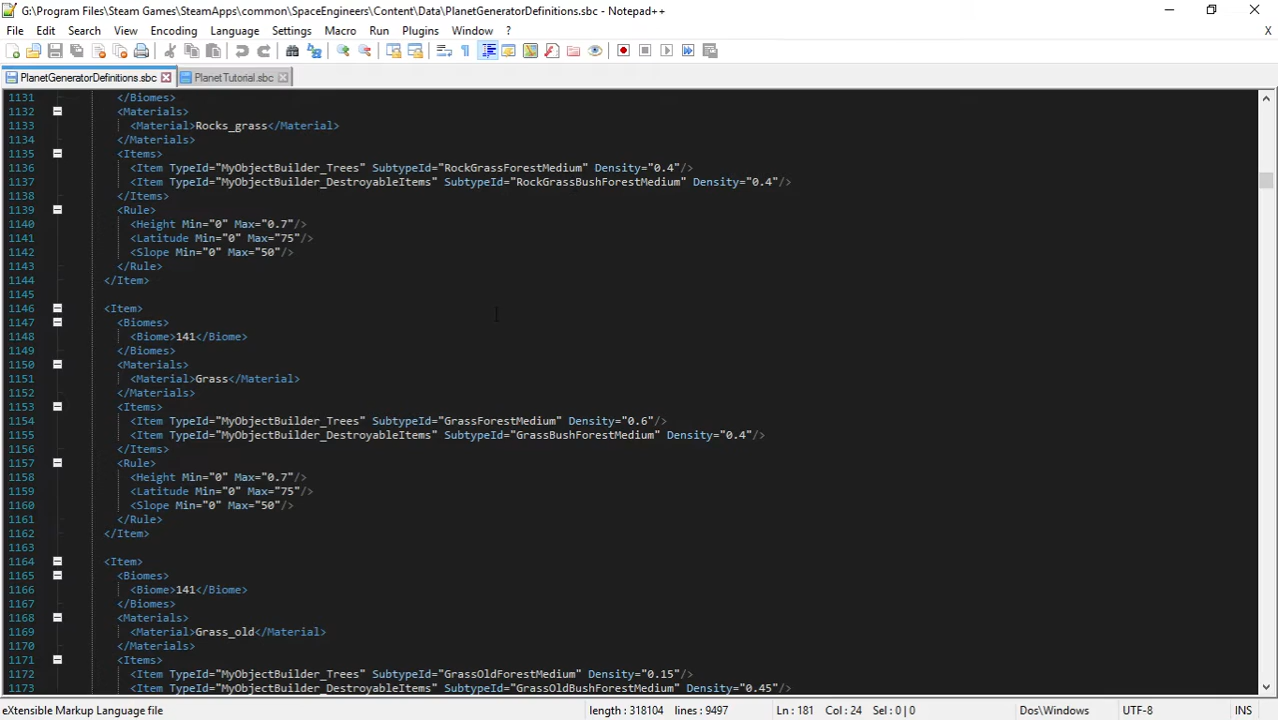 G:\Program Files\Steam Games\SteamApps\common\SpaceEngineers\Content\Data\PlanetGeneratorDefinitions.sbc - Notepad++
File Edit Search View Encoding Language Settings Macro Run Plugins Window ? X
PlanetGeneratorDefinitions.sbc PlanetTutorial.sbc
1131 </Biomes>
1132 <Materials>
1133 <Material>Rocks_grass</Material>
1134 </Materials>
1135 <Items>
1136 <Item TypeId="MyObjectBuilder_Trees" SubtypeId="RockGrassForestMedium" Density="0.4"/>
1137 <Item TypeId="MyObjectBuilder_DestroyableItems" SubtypeId="RockGrassBushForestMedium" Density="0.4"/>
1138 </Items>
1139 <Rule>
1140 <Height Min="0" Max="0.7"/>
1141 <Latitude Min="0" Max="75"/>
1142 <Slope Min="0" Max="50"/>
1143 </Rule>
1144 </Item>
1145
1146 <Item>
1147 <Biomes>
1148 <Biome>141</Biome>
1149 </Biomes>
1150 <Materials>
1151 <Material>Grass</Material>
1152 </Materials>
1153 <Items>
1154 <Item TypeId="MyObjectBuilder_Trees" SubtypeId="GrassForestMedium" Density="0.6"/>
1155 <Item TypeId="MyObjectBuilder_DestroyableItems" SubtypeId="GrassBushForestMedium" Density="0.4"/>
1156 </Items>
1157 <Rule>
1158 <Height Min="0" Max="0.7"/>
1159 <Latitude Min="0" Max="75"/>
1160 <Slope Min="0" Max="50"/>
1161 </Rule>
1162 </Item>
1163
1164 <Item>
1165 <Biomes>
1166 <Biome>141</Biome>
1167 </Biomes>
1168 <Materials>
1169 <Material>Grass_old</Material>
1170 </Materials>
1171 <Items>
1172 <Item TypeId="MyObjectBuilder_Trees" SubtypeId="GrassOldForestMedium" Density="0.15"/>
1173 <Item TypeId="MyObjectBuilder_DestroyableItems" SubtypeId="GrassOldBushForestMedium" Density="0.45"/>
eXtensible Markup Language file length : 318104 lines : 9497 Ln : 181 Col : 24 Sel : 0 | 0 Dos\Windows UTF-8 INS